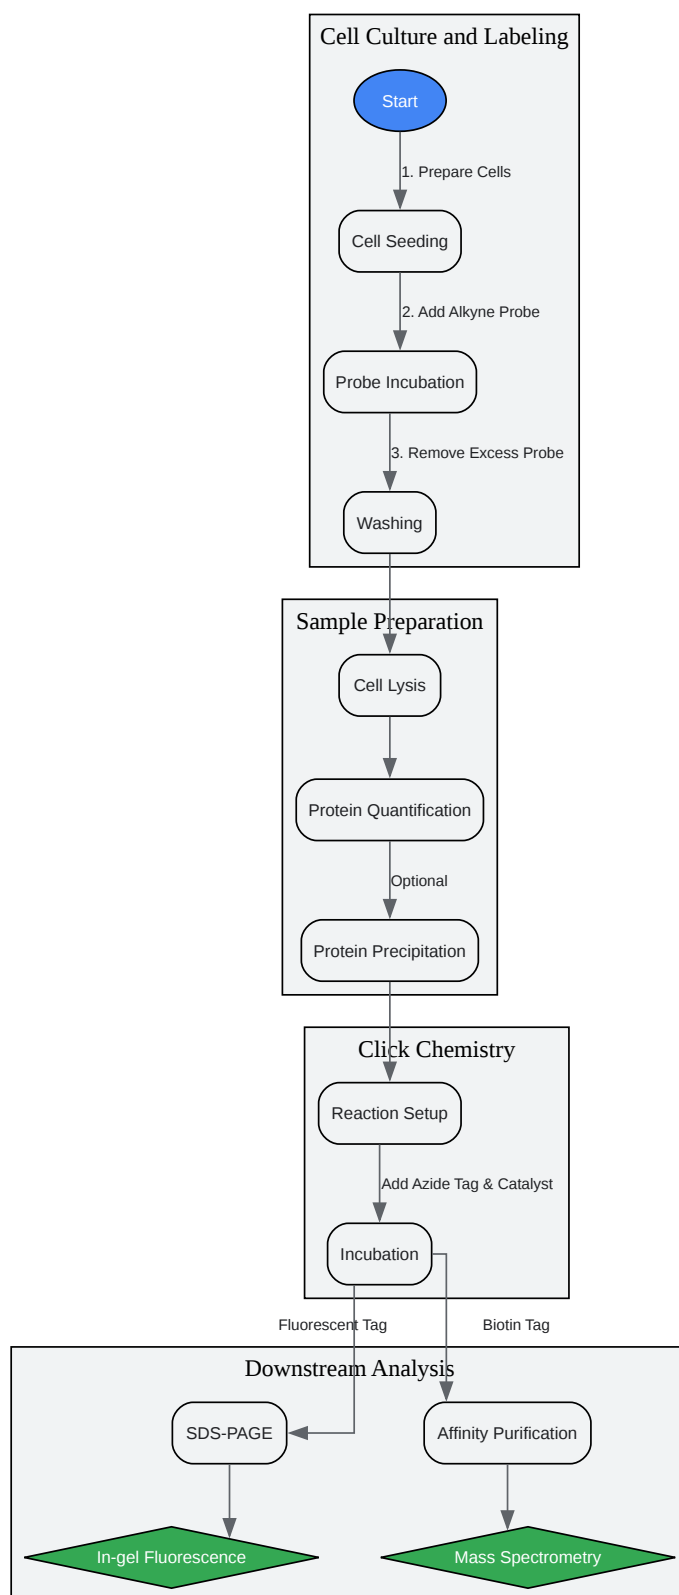 Cell Culture and Labeling
Start
1. Prepare Cells
Cell Seeding
2. Add Alkyne Probe
Probe Incubation
3. Remove Excess Probe
Washing
Sample Preparation
Cell Lysis
Protein Quantification
Optional
Protein Precipitation
Click Chemistry
Reaction Setup
Add Azide Tag & Catalyst
Incubation
Fluorescent Tag
Biotin Tag
Downstream Analysis
SDS-PAGE
Affinity Purification
In-gel Fluorescence
Mass Spectrometry